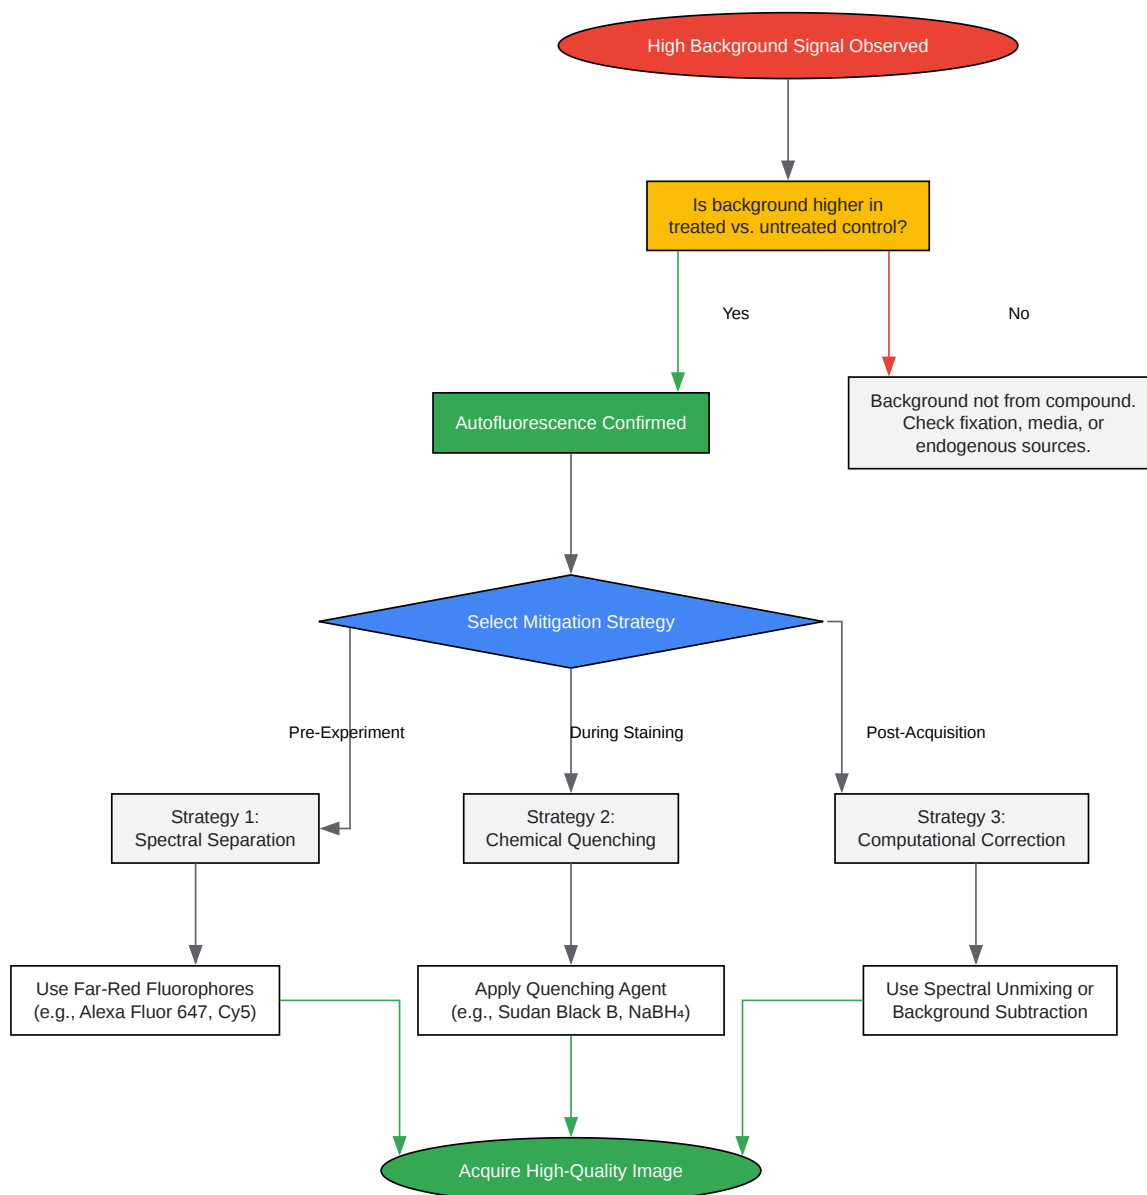 High Background Signal Observed
Is background higher in
treated vs. untreated control?
Yes
No
Autofluorescence Confirmed
Background not from compound.
Check fixation, media, or
endogenous sources.
Select Mitigation Strategy
Pre-Experiment
During Staining
Post-Acquisition
Strategy 1:
Spectral Separation
Strategy 2:
Chemical Quenching
Strategy 3:
Computational Correction
Use Far-Red Fluorophores
(e.g., Alexa Fluor 647, Cy5)
Apply Quenching Agent
(e.g., Sudan Black B, NaBH₄)
Use Spectral Unmixing or
Background Subtraction
Acquire High-Quality Image